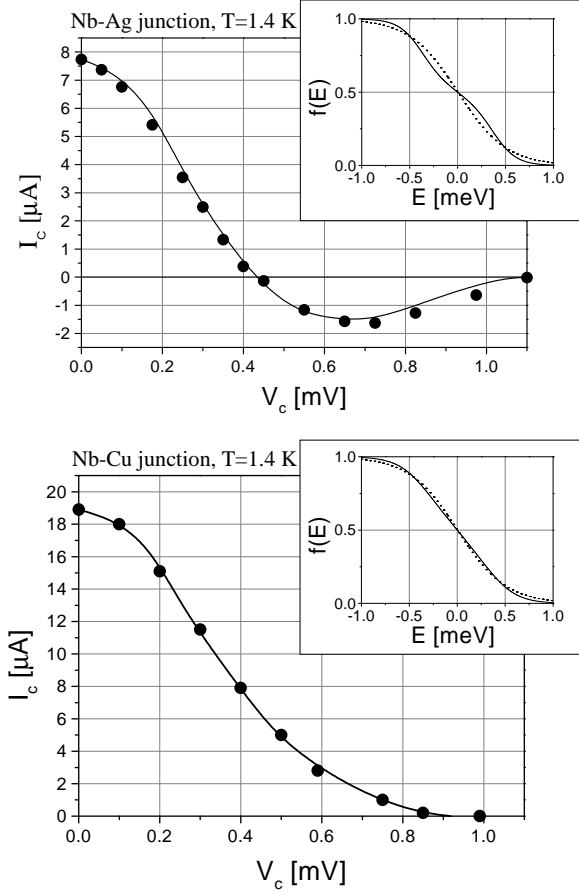 Nb-Ag junction, T=1.4 K
8
7
6
5
4
3
2
1
0
-1
-2
I_c [μA]
0.0 0.2 0.4 0.6 0.8 1.0
V_c [mV]
1.0
0.5
0.0
f(E)
-1.0 -0.5 0.0 0.5 1.0
E [meV]
Nb-Cu junction, T=1.4 K
20
18
16
14
12
10
8
6
4
2
0
I_c [μA]
0.0 0.2 0.4 0.6 0.8 1.0
V_c [mV]
1.0
0.5
0.0
f(E)
-1.0 -0.5 0.0 0.5 1.0
E [meV]